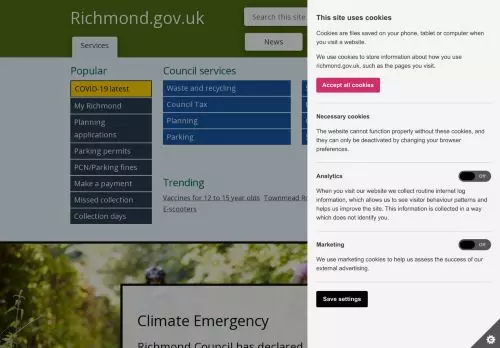 Richmond.gov.uk
Search this site
Services
News
Popular
COVID-19 latest
My Richmond
Planning
applications
Parking permits
PCN/Parking fines
Make a payment
Missed collection
Collection days
Council services
Waste and recycling
Council Tax
Planning
Parking
Trending
Vaccines for 12 to 15 year olds Townmead Ro
E-scooters
Climate Emergency
Richmond Council has declared
This site uses cookies
Cookies are files saved on your phone, tablet or computer when
you visit a website.
We use cookies to store information about how you use
richmond.gov.uk, such as the pages you visit.
Accept all cookies
Necessary cookies
The website cannot function properly without these cookies, and
they can only be deactivated by changing your browser
preferences.
Analytics
Off
When you visit our website we collect routine internet log
information, which allows us to see visitor behaviour patterns and
helps us improve the site. This information is collected in a way
which does not identify you.
Marketing
Off
We use marketing cookies to help us assess the success of our
external advertising.
Save settings